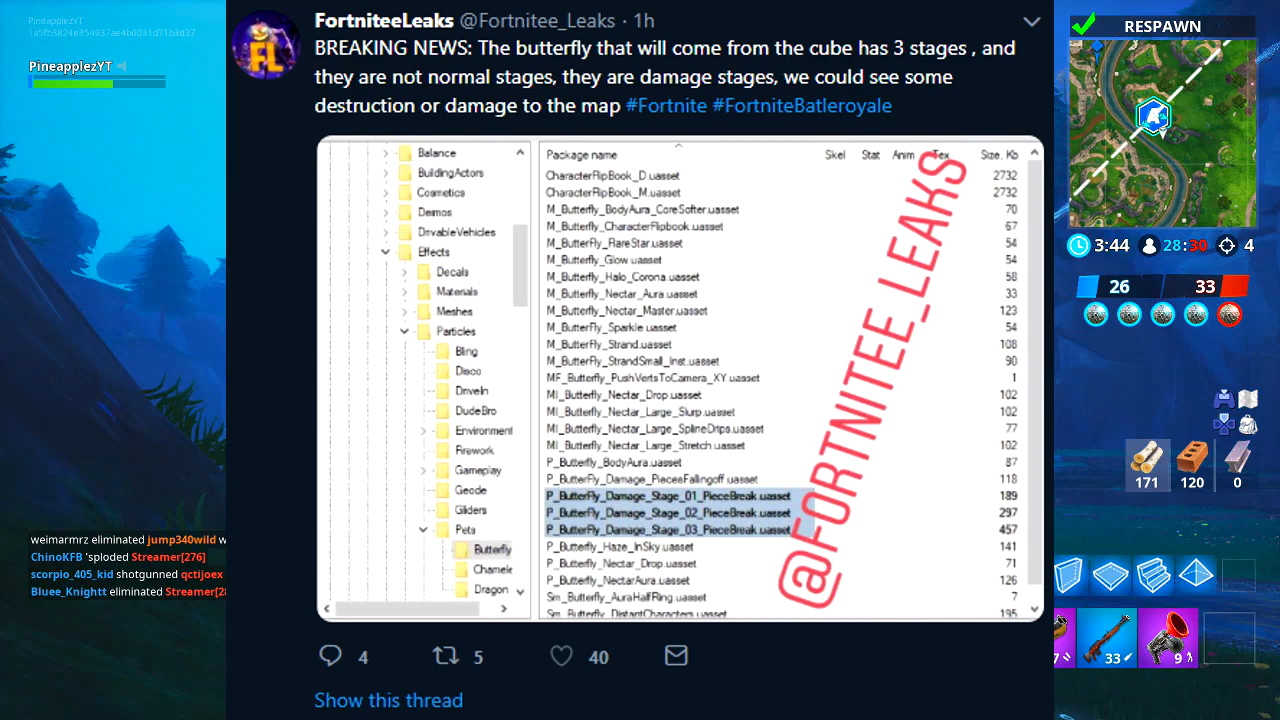 PineapplezYT
1a5fb3824e854937ae4b0031d71b3d37
PineapplezYT
FortniteeLeaks @Fortnitee_Leaks · 1h
BREAKING NEWS: The butterfly that will come from the cube has 3 stages , and
they are not normal stages, they are damage stages, we could see some
destruction or damage to the map #Fortnite #FortniteBatleroyale
Balance
BuildingActors
Cosmetics
Deimos
DrivableVehicles
Effects
Decals
Materials
Meshes
Particles
Bling
Disco
DriveIn
DudeBro
Environment
Firework
Gameplay
Geode
Gliders
Pets
Butterfly
Chamele
Dragon
Package name Skel Stat Anim Tex Size, Kb
CharacterFlipBook_D.uasset 2732
CharacterFlipBook_M.uasset 2732
M_Butterfly_BodyAura_CoreSofter.uasset 70
M_Butterfly_CharacterFlipbook.uasset 67
M_ButterFly_FlareStar.uasset 54
M_Butterfly_Glow.uasset 54
M_Butterfly_Halo_Corona.uasset 58
M_Butterfly_Nectar_Aura.uasset 33
M_Butterfly_Nectar_Master.uasset 123
M_ButterFly_Sparkle.uasset 54
M_Butterfly_Strand.uasset 108
M_Butterfly_StrandSmall_Inst.uasset 90
MF_Butterfly_PushVertsToCamera_XY.uasset 1
MI_Butterfly_Nectar_Drop.uasset 102
MI_Butterfly_Nectar_Large_Slurp.uasset 102
MI_Butterfly_Nectar_Large_SplineDrips.uasset 77
MI_Butterfly_Nectar_Large_Stretch.uasset 102
P_Butterfly_BodyAura.uasset 87
P_Butterfly_Damage_PiecesFallingoff.uasset 118
P_ButterFly_Damage_Stage_01_PieceBreak.uasset 189
P_ButterFly_Damage_Stage_02_PieceBreak.uasset 297
P_ButterFly_Damage_Stage_03_PieceBreak.uasset 457
P_Butterfly_Haze_InSky.uasset 141
P_Butterfly_Nectar_Drop.uasset 71
P_Butterfly_NectarAura.uasset 126
Sm_Butterfly_AuraHalfRing.uasset 7
Sm_Butterfly_DistantCharacters.uasset 195
@FORTNITEE_LEAKS
4 5 40
Show this thread
weimarmrz eliminated jump340wild w
ChinoKFB 'sploded Streamer[276]
scorpio_405_kid shotgunned qctijoex
Bluee_Knightt eliminated Streamer[28
RESPAWN
3:44 28:30 4
26 33
171 120 0
7 33 9